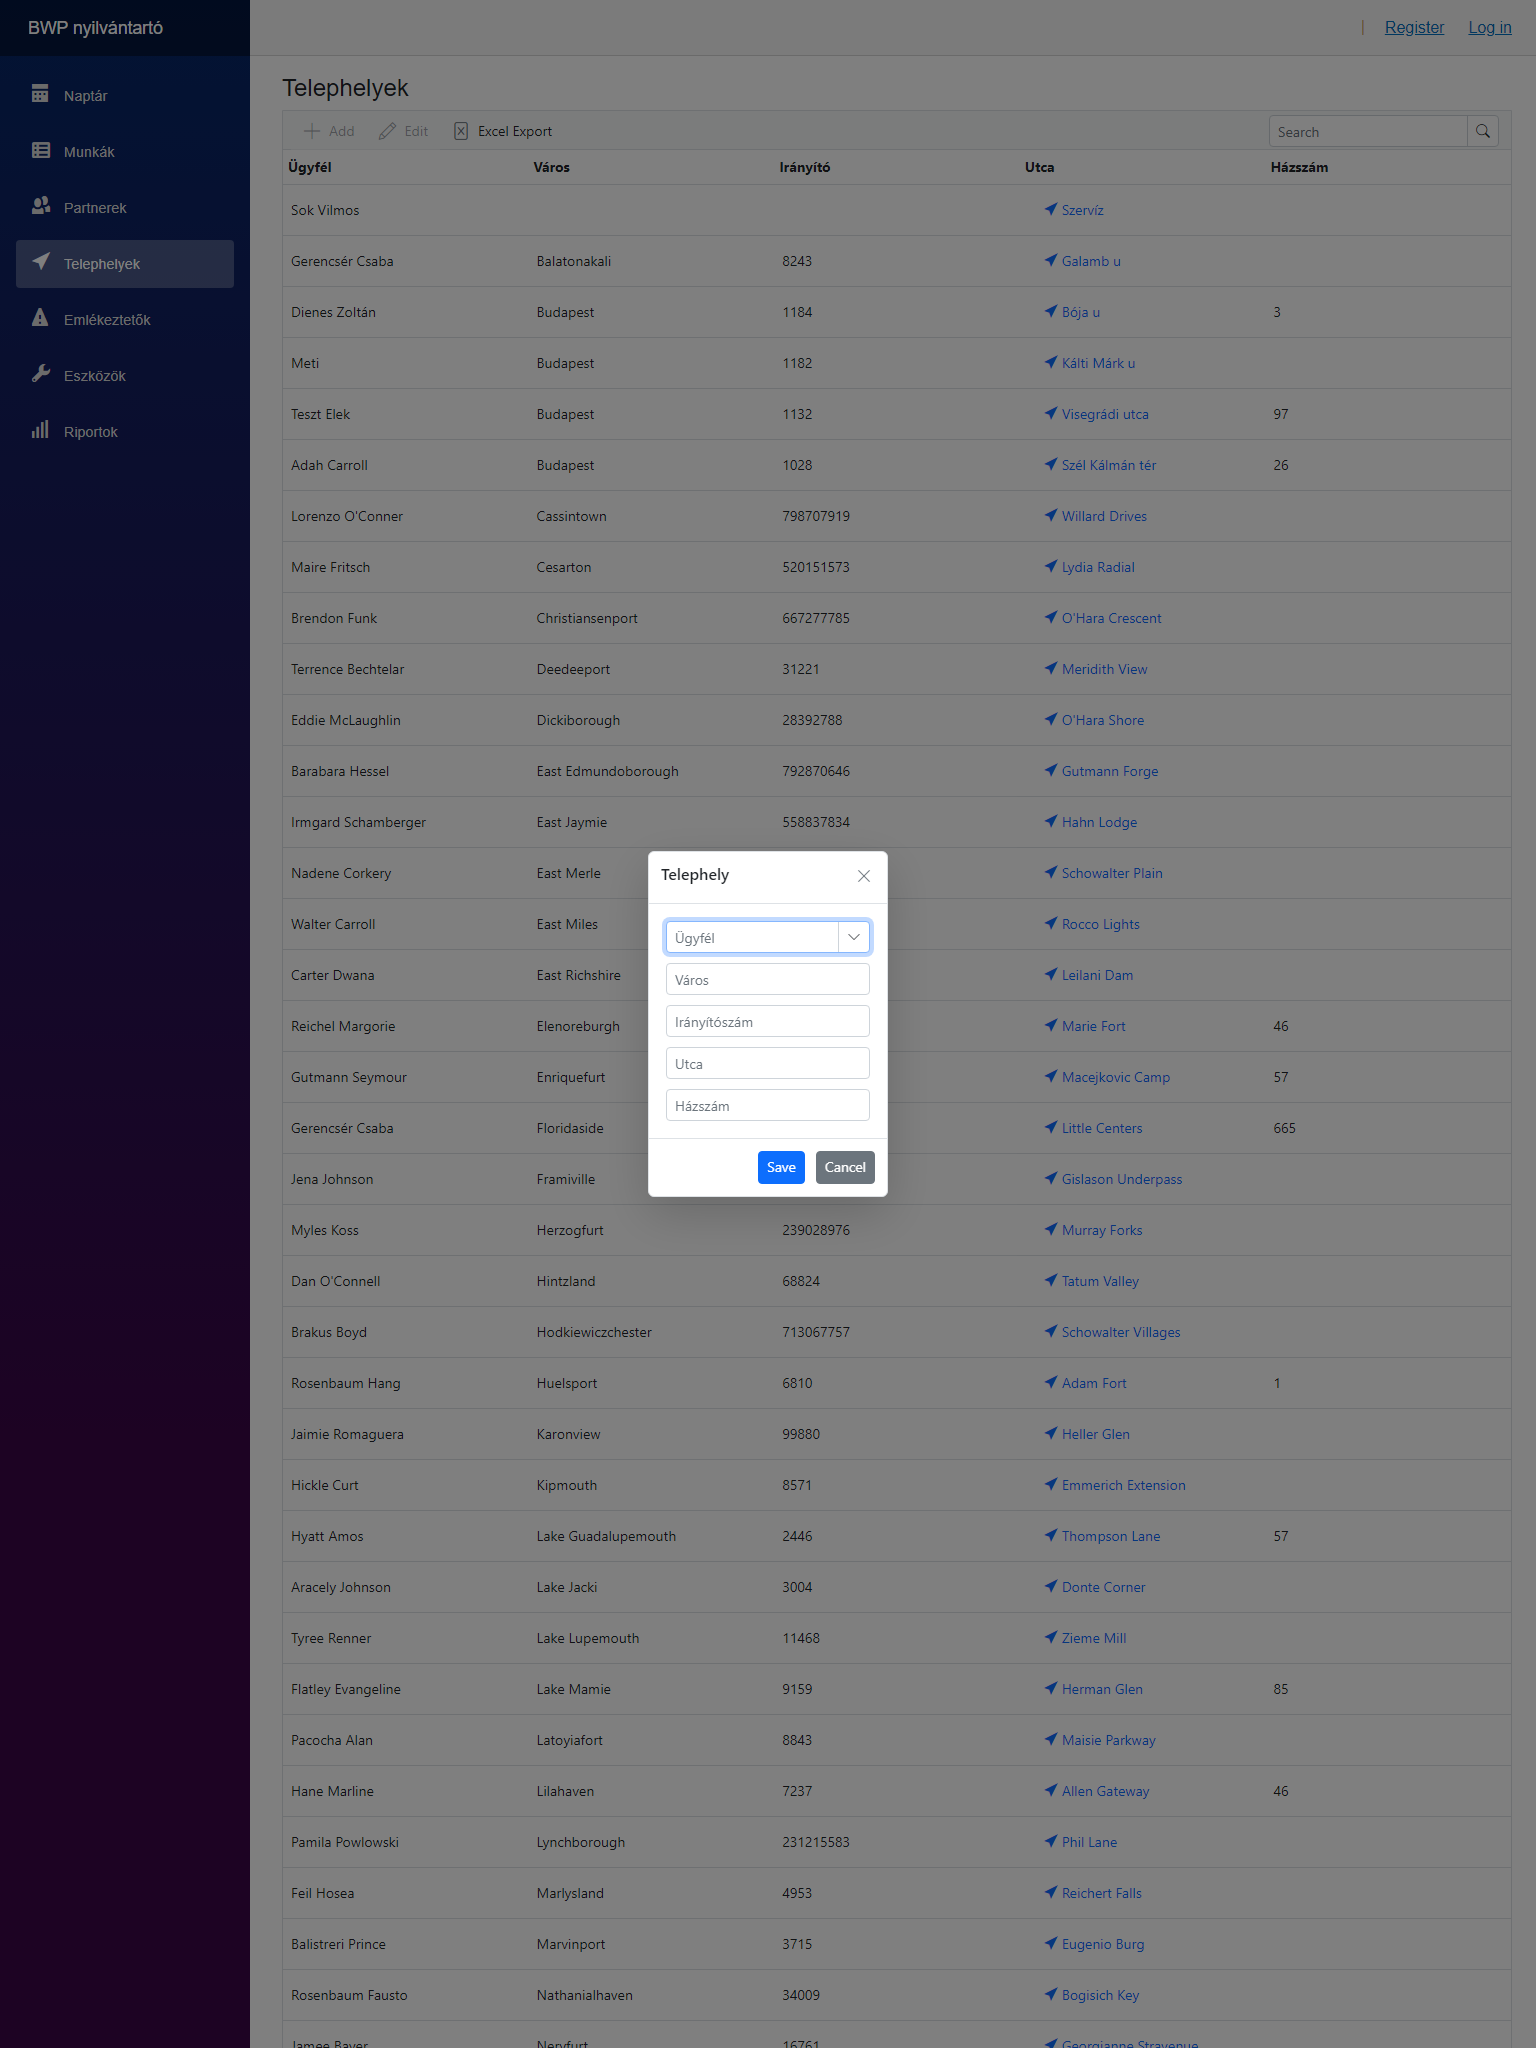 BWP nyilvántartó
Register Log in
Naptár
Munkák
Partnerek
Telephelyek
Emlékeztetők
Eszközök
Riportok
Telephelyek
Add Edit Excel Export Search
Ügyfél Város Irányító Utca Házszám
Sok Vilmos Szervíz
Gerencsér Csaba Balatonakali 8243 Galamb u
Dienes Zoltán Budapest 1184 Bója u 3
Meti Budapest 1182 Kálti Márk u
Teszt Elek Budapest 1132 Visegrádi utca 97
Adah Carroll Budapest 1028 Szél Kálmán tér 26
Lorenzo O'Conner Cassintown 798707919 Willard Drives
Maire Fritsch Cesarton 520151573 Lydia Radial
Brendon Funk Christiansenport 667277785 O'Hara Crescent
Terrence Bechtelar Deedeeport 31221 Meridith View
Eddie McLaughlin Dickiborough 28392788 O'Hara Shore
Barabara Hessel East Edmundoborough 792870646 Gutmann Forge
Irmgard Schamberger East Jaymie 558837834 Hahn Lodge
Nadene Corkery East Merle Schowalter Plain
Walter Carroll East Miles Rocco Lights
Carter Dwana East Richshire Leilani Dam
Reichel Margorie Elenoreburgh Marie Fort 46
Gutmann Seymour Enriquefurt Macejkovic Camp 57
Gerencsér Csaba Floridaside Little Centers 665
Jena Johnson Framiville Gislason Underpass
Myles Koss Herzogfurt 239028976 Murray Forks
Dan O'Connell Hintzland 68824 Tatum Valley
Brakus Boyd Hodkiewiczchester 713067757 Schowalter Villages
Rosenbaum Hang Huelsport 6810 Adam Fort 1
Jaimie Romaguera Karonview 99880 Heller Glen
Hickle Curt Kipmouth 8571 Emmerich Extension
Hyatt Amos Lake Guadalupemouth 2446 Thompson Lane 57
Aracely Johnson Lake Jacki 3004 Donte Corner
Tyree Renner Lake Lupemouth 11468 Zieme Mill
Flatley Evangeline Lake Mamie 9159 Herman Glen 85
Pacocha Alan Latoyiafort 8843 Maisie Parkway
Hane Marline Lilahaven 7237 Allen Gateway 46
Pamila Powlowski Lynchborough 231215583 Phil Lane
Feil Hosea Marlysland 4953 Reichert Falls
Balistreri Prince Marvinport 3715 Eugenio Burg
Rosenbaum Fausto Nathanialhaven 34009 Bogisich Key
Jamee Bayer Neryfurt 16761 Georgianne Stravenue
Telephely
Ügyfél
Város
Irányítószám
Utca
Házszám
Save Cancel